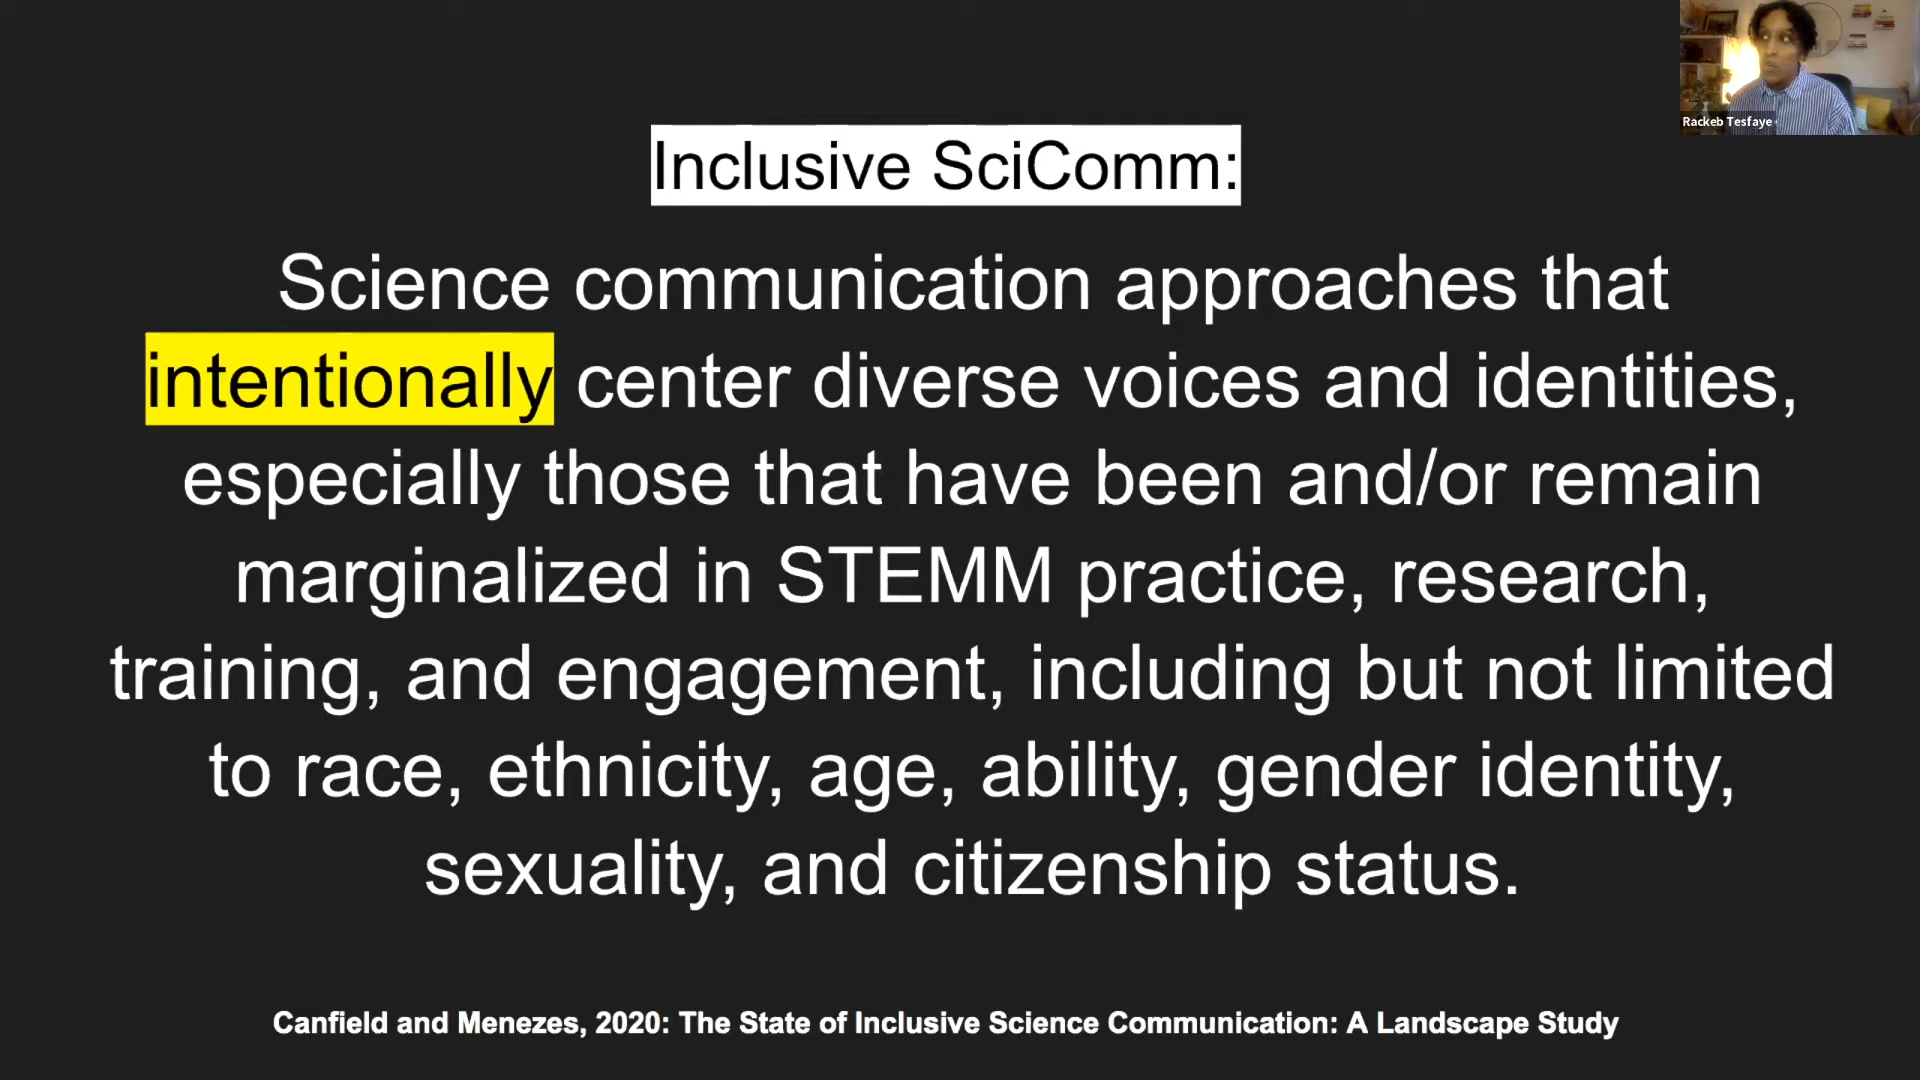 Rackeb Tesfaye
Inclusive SciComm:
Science communication approaches that
intentionally center diverse voices and identities,
especially those that have been and/or remain
marginalized in STEMM practice, research,
training, and engagement, including but not limited
to race, ethnicity, age, ability, gender identity,
sexuality, and citizenship status.
Canfield and Menezes, 2020: The State of Inclusive Science Communication: A Landscape Study